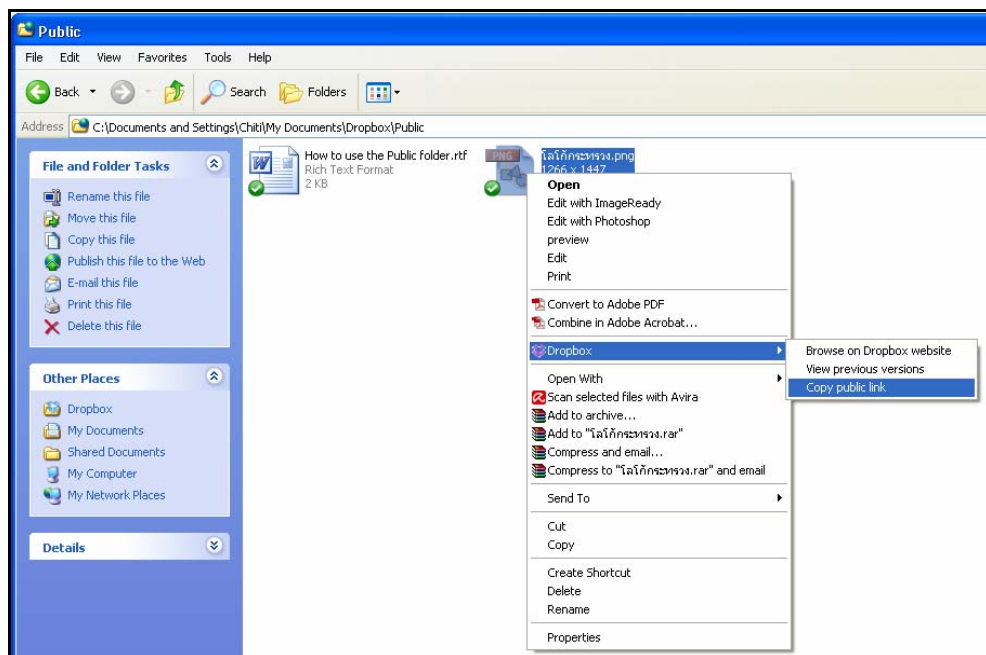 Public
File Edit View Favorites Tools Help
Back Search Folders
Address C:\Documents and Settings\Chiti\My Documents\Dropbox\Public
File and Folder Tasks
Rename this file
Move this file
Copy this file
Publish this file to the Web
E-mail this file
Print this file
Delete this file
Other Places
Dropbox
My Documents
Shared Documents
My Computer
My Network Places
Details
How to use the Public folder.rtf
Rich Text Format
2 KB
PNG
โลโก้กระทรวง.png
1266 x 1447
Open
Edit with ImageReady
Edit with Photoshop
preview
Edit
Print
Convert to Adobe PDF
Combine in Adobe Acrobat...
Dropbox
Open With
Scan selected files with Avira
Add to archive...
Add to "โลโก้กระทรวง.rar"
Compress and email...
Compress to "โลโก้กระทรวง.rar" and email
Send To
Cut
Copy
Create Shortcut
Delete
Rename
Properties
Browse on Dropbox website
View previous versions
Copy public link